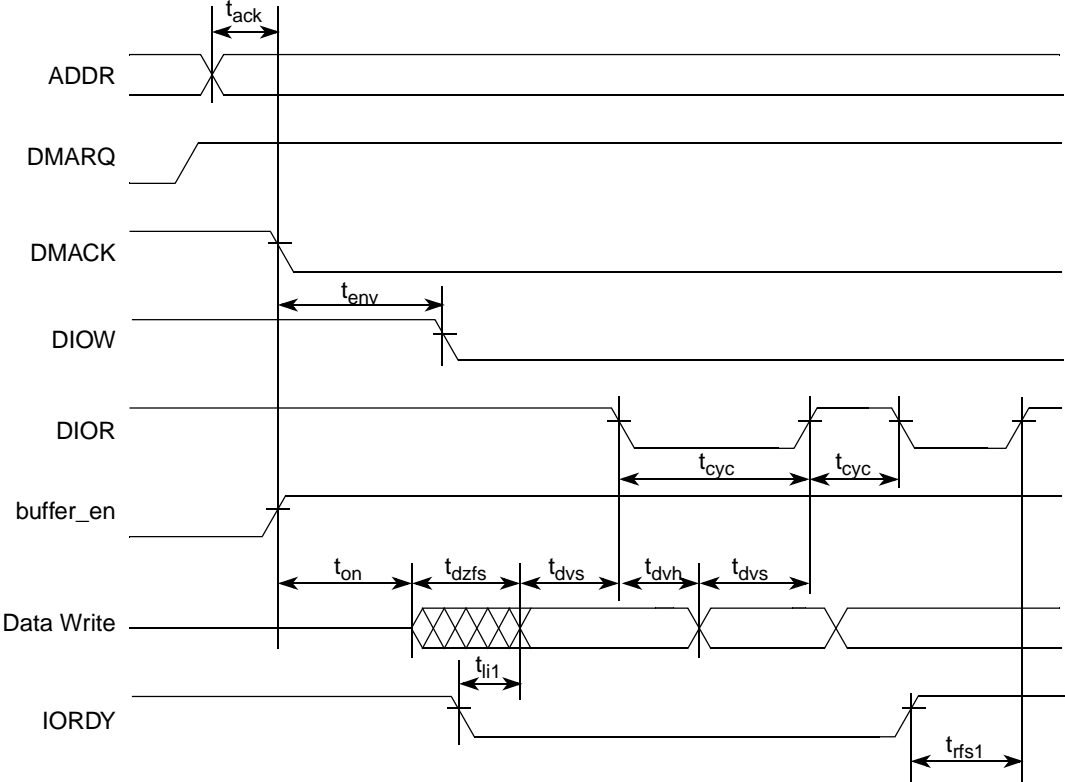 tack
ADDR
DMARQ
DMACK
tenv
DIOW
DIOR
tcyc tcyc
buffer_en
ton tdzfs tdvs tdvh tdvs
Data Write
tli1
IORDY
trfs1